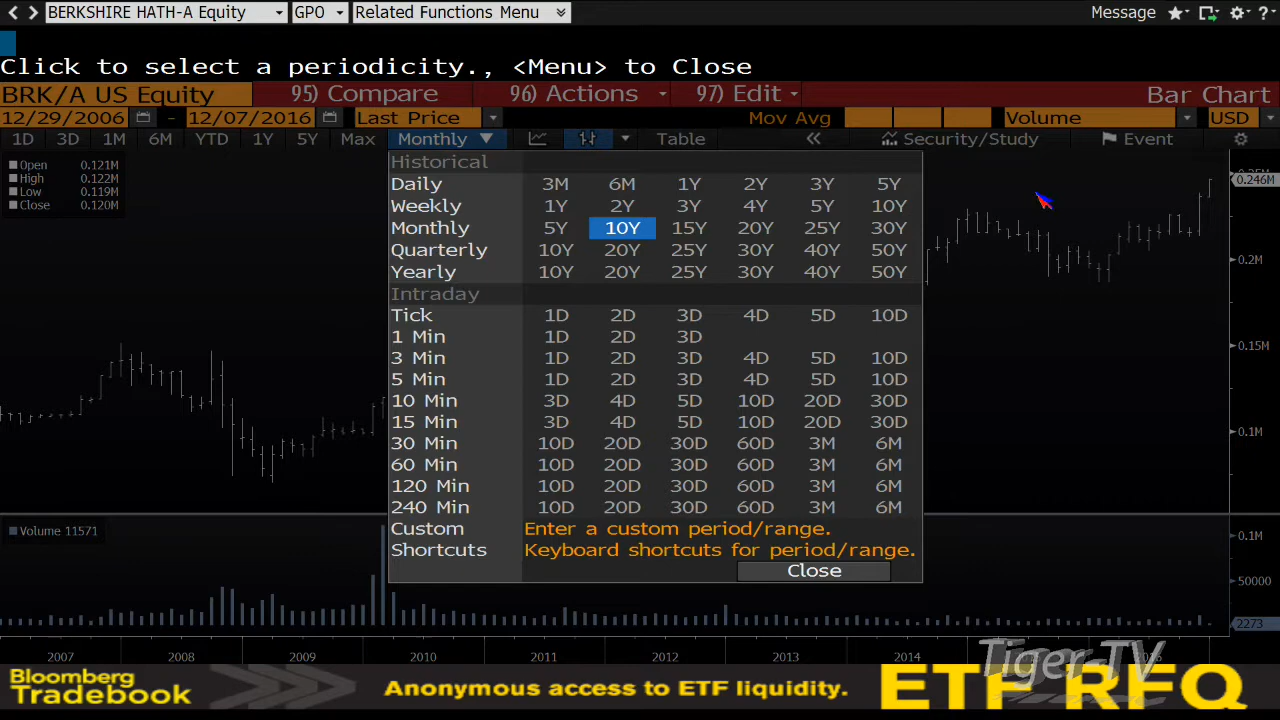 BERKSHIRE HATH-A Equity GPO Related Functions Menu Message ?
Click to select a periodicity., <Menu> to Close
BRK/A US Equity 95) Compare 96) Actions 97) Edit Bar Chart
12/29/2006 - 12/07/2016 Last Price Mov Avg Volume USD
1D 3D 1M 6M YTD 1Y 5Y Max Monthly Table Security/Study Event
Historical
Open 0.121M
High 0.122M
Low 0.119M
Close 0.120M
Daily 3M 6M 1Y 2Y 3Y 5Y
0.246M
Weekly 1Y 2Y 3Y 4Y 5Y 10Y
Monthly 5Y 10Y 15Y 20Y 25Y 30Y
Quarterly 10Y 20Y 25Y 30Y 40Y 50Y
0.2M
Yearly 10Y 20Y 25Y 30Y 40Y 50Y
Intraday
Tick 1D 2D 3D 4D 5D 10D
1 Min 1D 2D 3D
0.15M
3 Min 1D 2D 3D 4D 5D 10D
5 Min 1D 2D 3D 4D 5D 10D
10 Min 3D 4D 5D 10D 20D 30D
15 Min 3D 4D 5D 10D 20D 30D
0.1M
30 Min 10D 20D 30D 60D 3M 6M
60 Min 10D 20D 30D 60D 3M 6M
120 Min 10D 20D 30D 60D 3M 6M
240 Min 10D 20D 30D 60D 3M 6M
Custom Enter a custom period/range.
Volume 11571
0.1M
Shortcuts Keyboard shortcuts for period/range.
Close
50000
2273
2007 2008 2009 2010 2011 2012 2013 2014
Tiger TV
Bloomberg
Tradebook
Anonymous access to ETF liquidity.
ETF RFQ